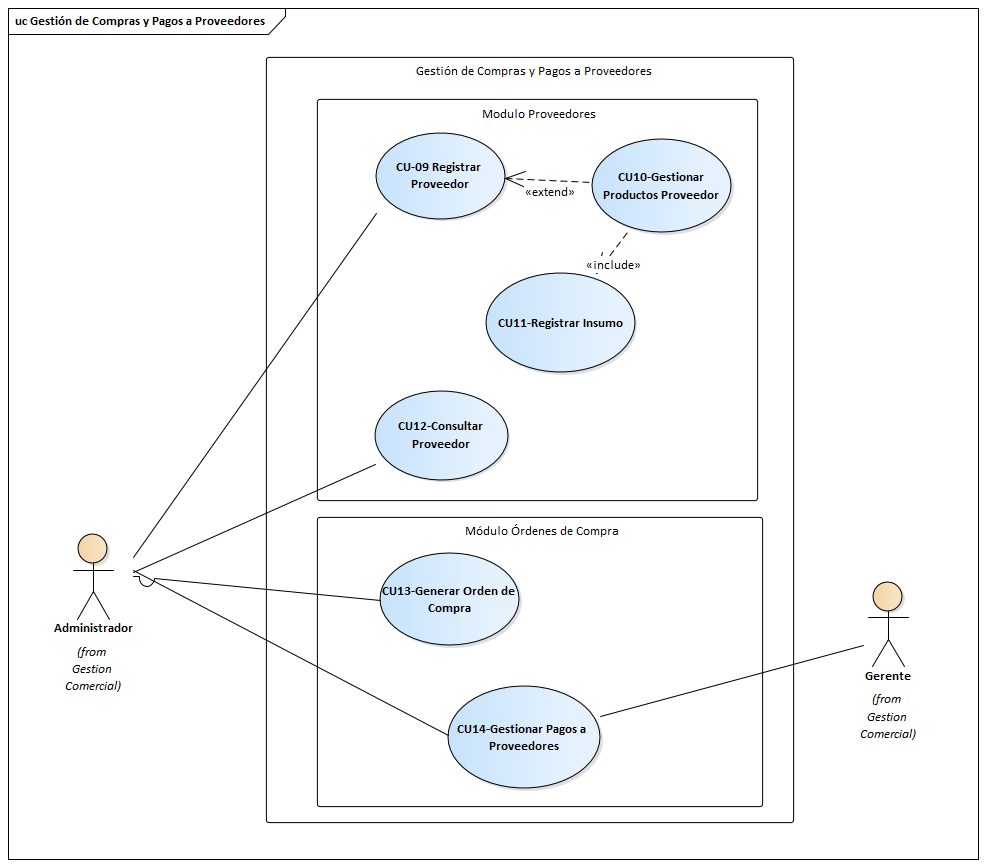 uc Gestión de Compras y Pagos a Proveedores
Gestión de Compras y Pagos a Proveedores
Modulo Proveedores
CU-09 Registrar
Proveedor
«extend»
CU10-Gestionar
Productos Proveedor
«include»
CU11-Registrar Insumo
CU12-Consultar
Proveedor
Módulo Órdenes de Compra
CU13-Generar Orden de
Compra
CU14-Gestionar Pagos a
Proveedores
Administrador
(from
Gestion
Comercial)
Gerente
(from
Gestion
Comercial)